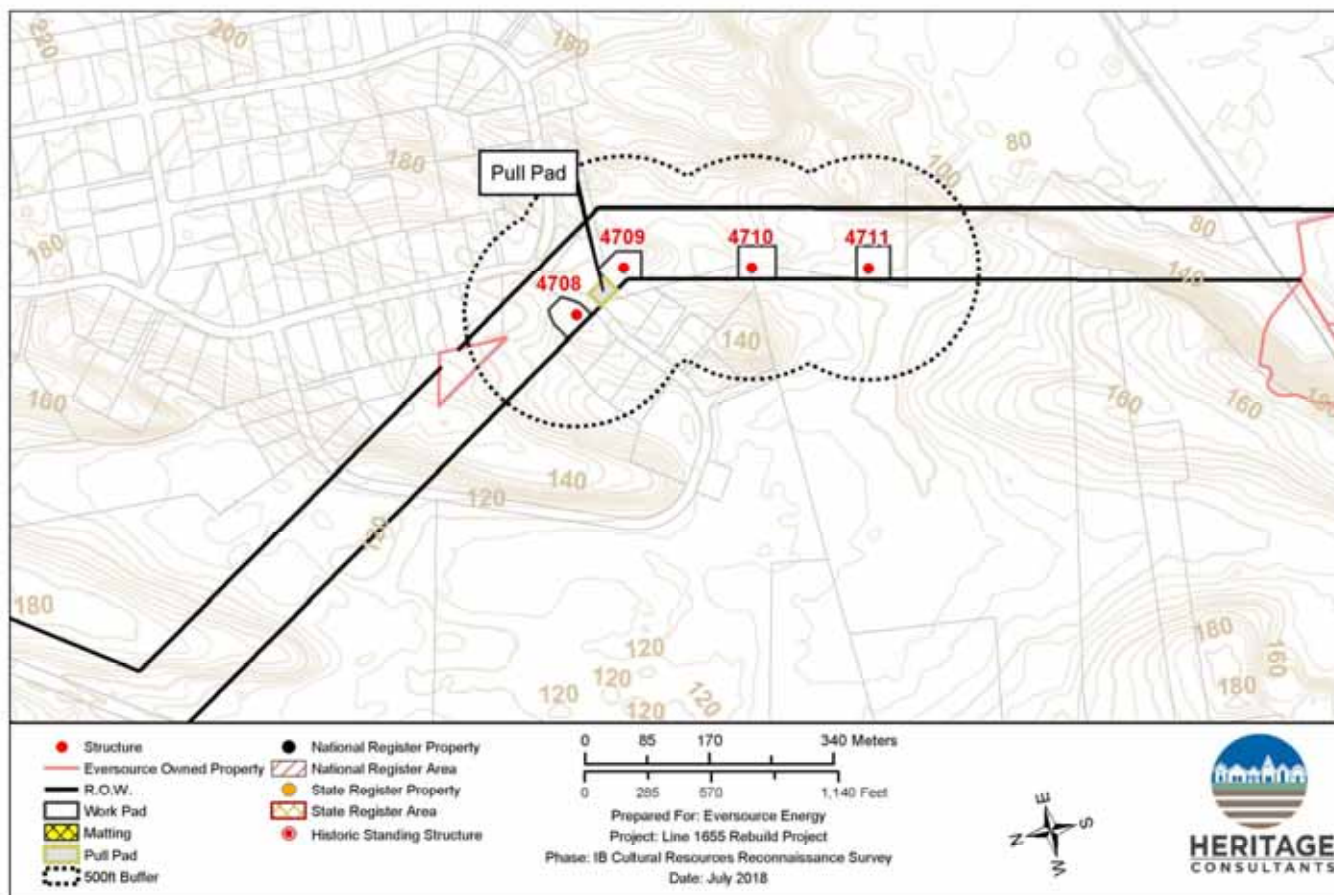 220
200
180
180
180
80
100
80
140
160
160
Pull Pad
4709
4710
4711
4708
140
160
140
120
180
120
120
120
120
120
180
160
180
Structure
Eversource Owned Property
R.O.W.
Work Pad
Matting
Pull Pad
500ft Buffer
National Register Property
National Register Area
State Register Property
State Register Area
Historic Standing Structure
0 85 170 340 Meters
0 285 570 1,140 Feet
Prepared For: Eversource Energy
Project: Line 1655 Rebuild Project
Phase: IB Cultural Resources Reconnaissance Survey
Date: July 2018
N
E
S
W
HERITAGE
CONSULTANTS